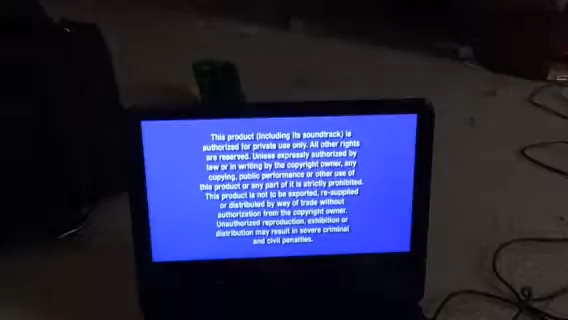 This product (including its soundtrack) is
authorized for private use only. All other rights
are reserved. Unless expressly authorized by
law or in writing by the copyright owner, any
copying, public performance or other use of
this product or any part of it is strictly prohibited.
This product is not to be exported, re-supplied
or distributed by way of trade without
authorization from the copyright owner.
Unauthorized reproduction, exhibition or
distribution may result in severe criminal
and civil penalties.